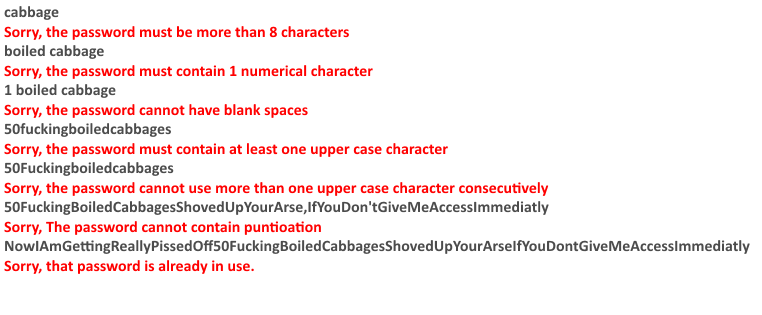 cabbage
Sorry, the password must be more than 8 characters
boiled cabbage
Sorry, the password must contain 1 numerical character
1 boiled cabbage
Sorry, the password cannot have blank spaces
50fuckingboiledcabbages
Sorry, the password must contain at least one upper case character
50Fuckingboiledcabbages
Sorry, the password cannot use more than one upper case character consecutively
50FuckingBoiledCabbagesShovedUpYourArse,IfYouDon'tGiveMeAccessImmediatly
Sorry, The password cannot contain puntioation
NowIAmGettingReallyPissedOff50FuckingBoiledCabbagesShovedUpYourArseIfYouDontGiveMeAccessImmediatly
Sorry, that password is already in use.